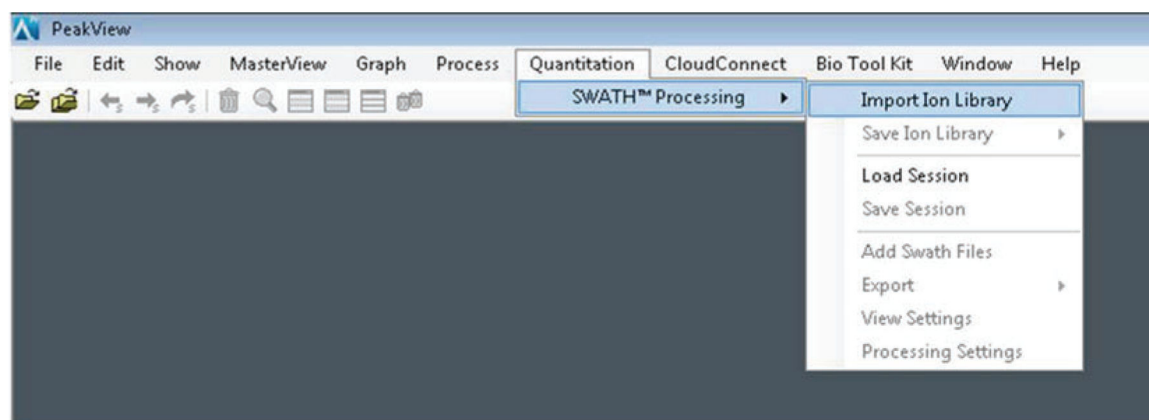 PeakView
File Edit Show MasterView Graph Process Quantitation CloudConnect Bio Tool Kit Window Help
SWATH™ Processing
Import Ion Library
Save Ion Library
Load Session
Save Session
Add Swath Files
Export
View Settings
Processing Settings